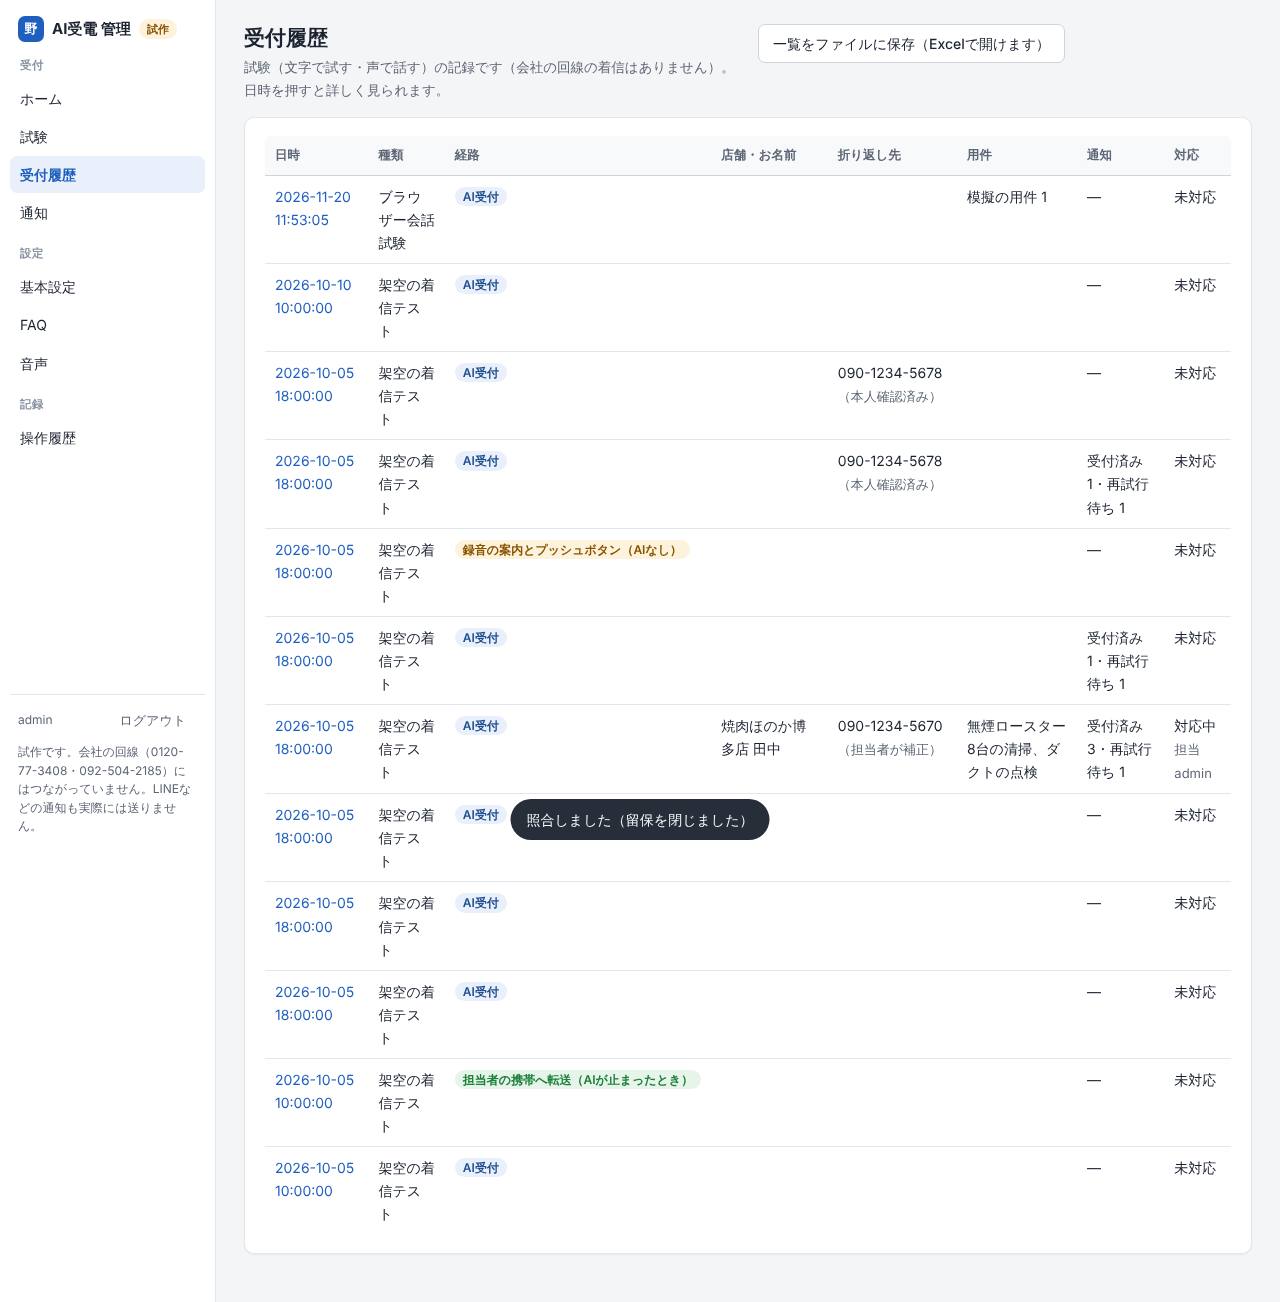 野 AI受電 管理 試作
受付
ホーム
試験
受付履歴
通知
設定
基本設定
FAQ
音声
記録
操作履歴
admin ログアウト
試作です。会社の回線（0120-
77-3408・092-504-2185）に
はつながっていません。LINEな
どの通知も実際には送りませ
ん。
受付履歴
試験（文字で試す・声で話す）の記録です（会社の回線の着信はありません）。
日時を押すと詳しく見られます。
一覧をファイルに保存（Excelで開けます）
日時 種類 経路 店舗・お名前 折り返し先 用件 通知 対応
2026-11-20 ブラウ AI受付 模擬の用件 1 — 未対応
11:53:05 ザー会話
試験
2026-10-10 架空の着 AI受付 — 未対応
10:00:00 信テス
ト
2026-10-05 架空の着 AI受付 090-1234-5678 — 未対応
18:00:00 信テス （本人確認済み）
ト
2026-10-05 架空の着 AI受付 090-1234-5678 受付済み 未対応
18:00:00 信テス （本人確認済み） 1・再試行
ト 待ち 1
2026-10-05 架空の着 録音の案内とプッシュボタン（AIなし） — 未対応
18:00:00 信テス
ト
2026-10-05 架空の着 AI受付 受付済み 未対応
18:00:00 信テス 1・再試行
ト 待ち 1
2026-10-05 架空の着 AI受付 焼肉ほのか博 090-1234-5670 無煙ロースター 受付済み 対応中
18:00:00 信テス 多店 田中 （担当者が補正） 8台の清掃、ダ 3・再試行 担当
ト クトの点検 待ち 1 admin
2026-10-05 架空の着 AI受付 — 未対応
18:00:00 信テス
ト
照合しました（留保を閉じました）
2026-10-05 架空の着 AI受付 — 未対応
18:00:00 信テス
ト
2026-10-05 架空の着 AI受付 — 未対応
18:00:00 信テス
ト
2026-10-05 架空の着 担当者の携帯へ転送（AIが止まったとき） — 未対応
10:00:00 信テス
ト
2026-10-05 架空の着 AI受付 — 未対応
10:00:00 信テス
ト